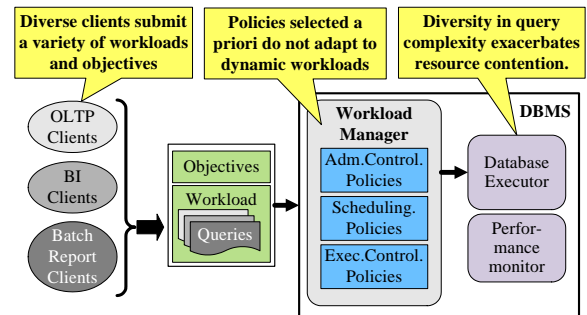 Diverse clients submit
a variety of workloads
and objectives
Policies selected a
priori do not adapt to
dynamic workloads
Diversity in query
complexity exacerbates
resource contention.
OLTP
Clients
BI
Clients
Batch
Report
Clients
Objectives
Workload
Queries
Workload
Manager
Adm.Control.
Policies
Scheduling.
Policies
Exec.Control.
Policies
DBMS
Database
Executor
Perfor-
mance
monitor